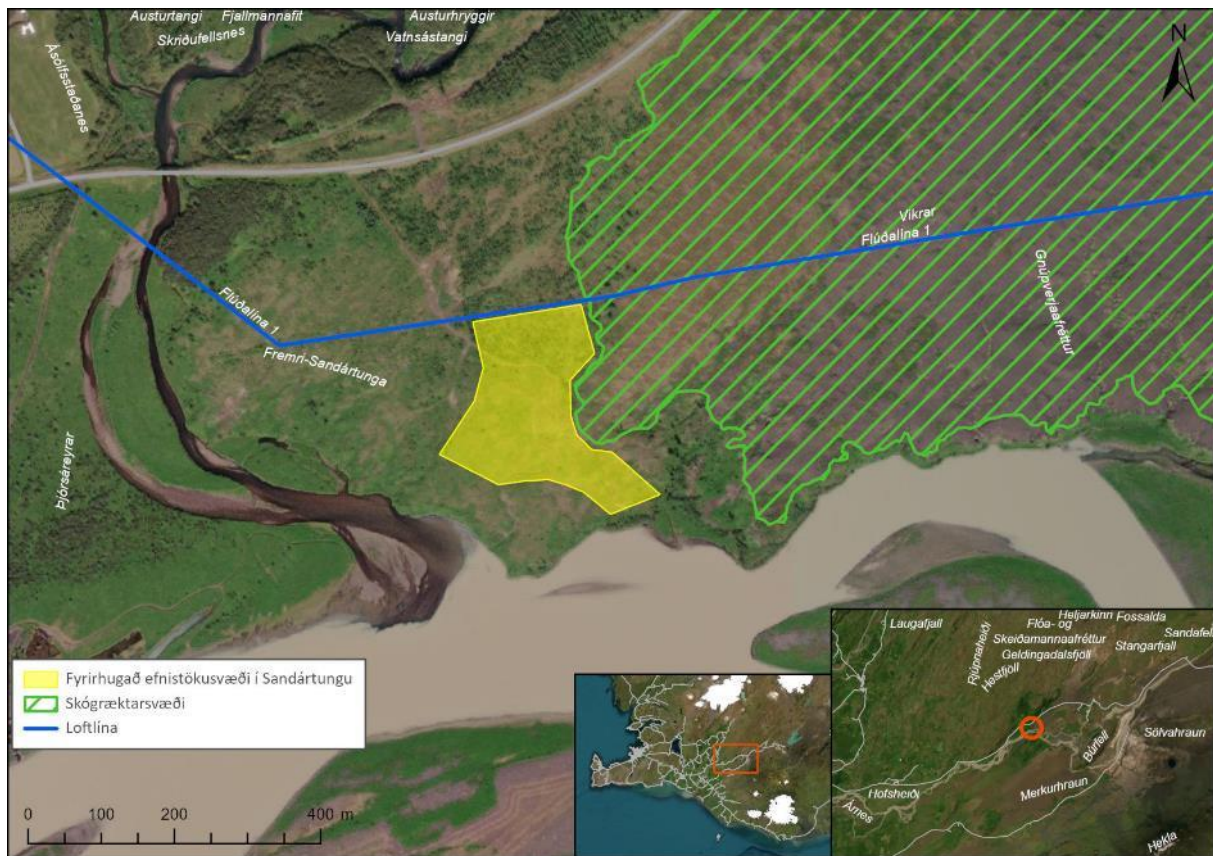 Austurtangi
Fjallmannafit
Austurhryggir
Skriðufellsnes
Vatnsástangi
Ásólfsstaðanes
N
Vikrar
Flúðalína 1
Gnúpverjaafréttur
Flúðalína 1
Fremri-Sandártunga
Þjórsáreyrar
Fyrirhugað efnistökusvæði í Sandártungu
Skógræktarsvæði
Loftlína
0 100 200 400 m
Laugafjall
Heljarkinn
Fossalda
Flóa- og
Skeiðamannaafréttur
Sandafell
Rjúpnaheiði
Geldingadalsfjöll
Stangarfjall
Hestfjöll
Búrfell
Sölvahraun
Hofsheiði
Merkurhraun
Árnes
Hekla